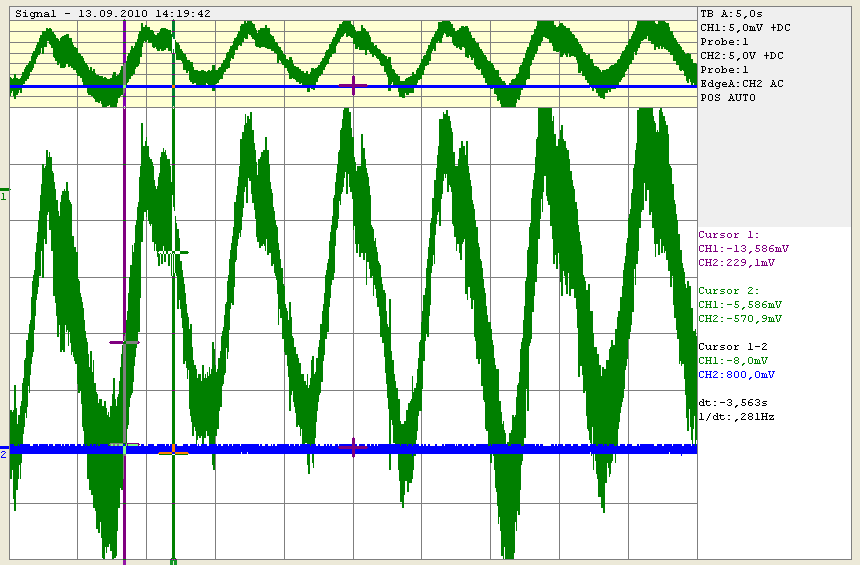 Signal - 13.09.2010 14:19:42
TB A:5,0s
CH1:5,0mV +DC
Probe:1
CH2:5,0V +DC
Probe:1
EdgeA:CH2 AC
POS AUTO
1
Cursor 1:
CH1:-13,586mV
CH2:229,1mV
Cursor 2:
CH1:-5,586mV
CH2:-570,9mV
Cursor 1-2
CH1:-8,0mV
CH2:800,0mV
dt:-3,563s
1/dt:,281Hz
2